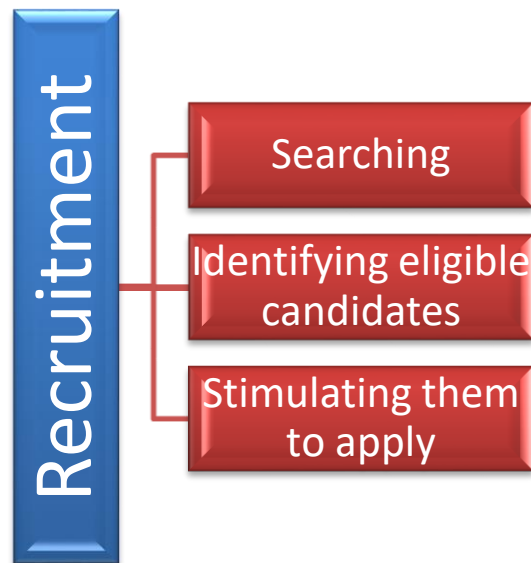 Recruitment
Searching
Identifying eligible
candidates
Stimulating them
to apply